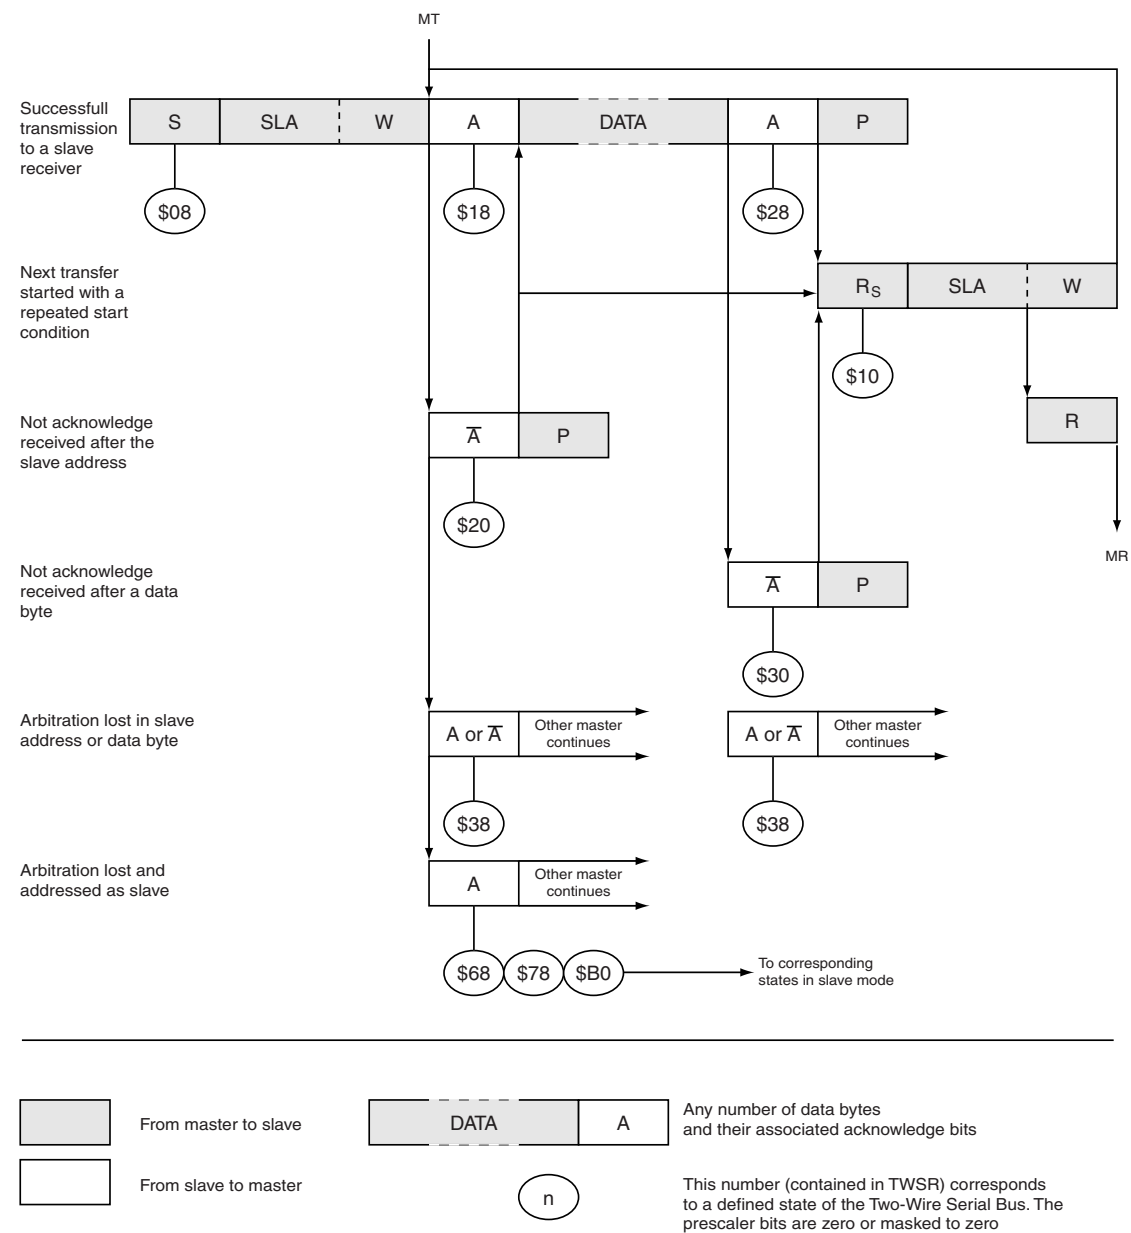 MT
Successfull
transmission
to a slave
receiver
S SLA W A DATA A P
$08 $18 $28
Next transfer
started with a
repeated start
condition
RS SLA W
$10
Not acknowledge
received after the
slave address
A̅ P
R
$20
MR
Not acknowledge
received after a data
byte
A̅ P
$30
Arbitration lost in slave
address or data byte
A or A̅
Other master
continues
A or A̅
Other master
continues
$38 $38
Arbitration lost and
addressed as slave
A
Other master
continues
$68 $78 $B0
To corresponding
states in slave mode
From master to slave
DATA A
Any number of data bytes
and their associated acknowledge bits
From slave to master
n
This number (contained in TWSR) corresponds
to a defined state of the Two-Wire Serial Bus. The
prescaler bits are zero or masked to zero